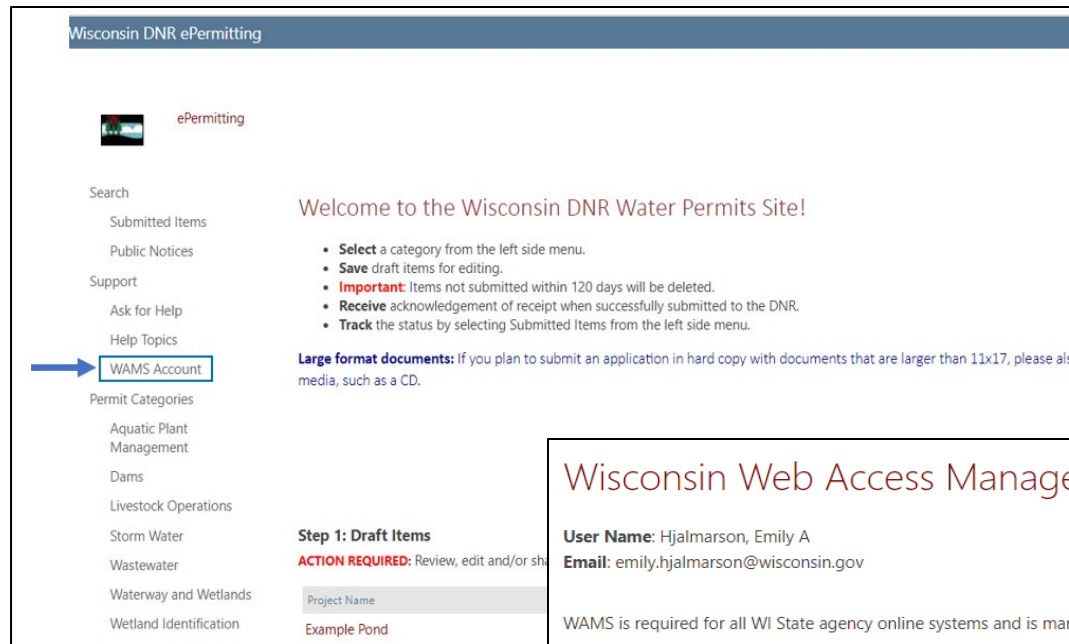 Wisconsin DNR ePermitting
ePermitting
Search
Submitted Items
Public Notices
Support
Ask for Help
Help Topics
WAMS Account
Permit Categories
Aquatic Plant
Management
Dams
Livestock Operations
Storm Water
Wastewater
Waterway and Wetlands
Wetland Identification
Welcome to the Wisconsin DNR Water Permits Site!
• Select a category from the left side menu.
• Save draft items for editing.
• Important: Items not submitted within 120 days will be deleted.
• Receive acknowledgement of receipt when successfully submitted to the DNR.
• Track the status by selecting Submitted Items from the left side menu.
Large format documents: If you plan to submit an application in hard copy with documents that are larger than 11x17, please als
media, such as a CD.
Step 1: Draft Items
ACTION REQUIRED: Review, edit and/or sha
Project Name
Example Pond
Wisconsin Web Access Manage
User Name: Hjalmarson, Emily A
Email: emily.hjalmarson@wisconsin.gov
WAMS is required for all WI State agency online systems and is mar